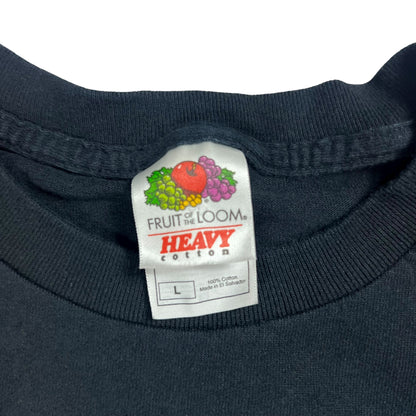 FRUIT OF THE LOOM®
HEAVY
cotton
L
100% Cotton
Made in El Salvador